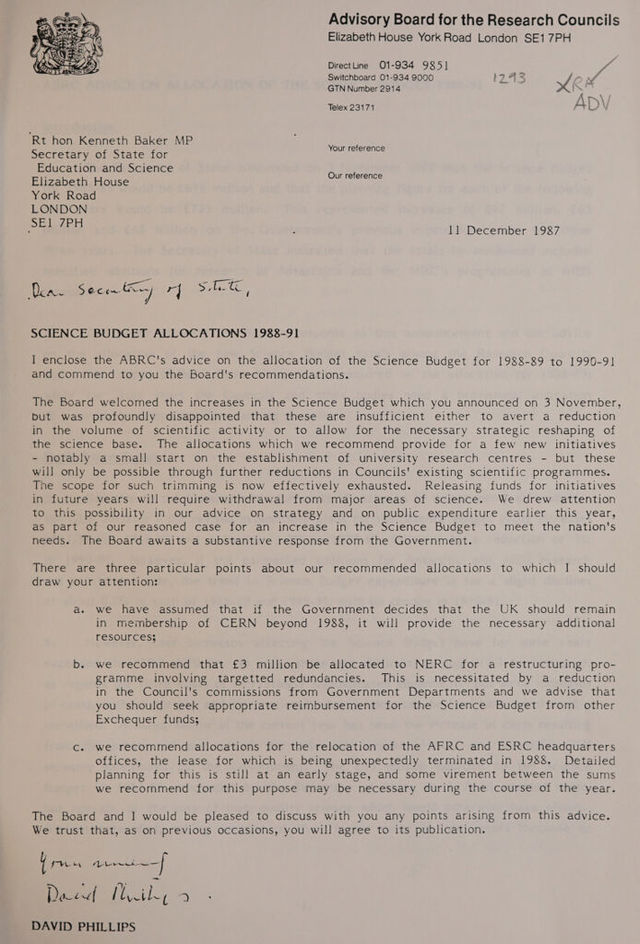 Advisory Board for the Research Councils
Elizabeth House York Road London SE1 7PH
Direct Line 01-934 9851
Switchboard 01-934 9000
GTN Number 2914
Telex 23171
1293
ADV
Rt hon Kenneth Baker MP
Secretary of State for
Education and Science
Elizabeth House
York Road
LONDON
SE1 7PH
Your reference
Our reference
11 December 1987
Dear Secretary of State,
SCIENCE BUDGET ALLOCATIONS 1988-91
I enclose the ABRC's advice on the allocation of the Science Budget for 1988-89 to 1990-91
and commend to you the Board's recommendations.
The Board welcomed the increases in the Science Budget which you announced on 3 November,
but was profoundly disappointed that these are insufficient either to avert a reduction
in the volume of scientific activity or to allow for the necessary strategic reshaping of
the science base. The allocations which we recommend provide for a few new initiatives
- notably a small start on the establishment of university research centres - but these
will only be possible through further reductions in Councils' existing scientific programmes.
The scope for such trimming is now effectively exhausted. Releasing funds for initiatives
in future years will require withdrawal from major areas of science. We drew attention
to this possibility in our advice on strategy and on public expenditure earlier this year,
as part of our reasoned case for an increase in the Science Budget to meet the nation's
needs. The Board awaits a substantive response from the Government.
There are three particular points about our recommended allocations to which I should
draw your attention:
a. we have assumed that if the Government decides that the UK should remain
in membership of CERN beyond 1988, it will provide the necessary additional
resources;
b. we recommend that £3 million be allocated to NERC for a restructuring pro-
gramme involving targetted redundancies. This is necessitated by a reduction
in the Council's commissions from Government Departments and we advise that
you should seek appropriate reimbursement for the Science Budget from other
Exchequer funds;
c. we recommend allocations for the relocation of the AFRC and ESRC headquarters
offices, the lease for which is being unexpectedly terminated in 1988. Detailed
planning for this is still at an early stage, and some virement between the sums
we recommend for this purpose may be necessary during the course of the year.
The Board and I would be pleased to discuss with you any points arising from this advice.
We trust that, as on previous occasions, you will agree to its publication.
David Phillips
DAVID PHILLIPS